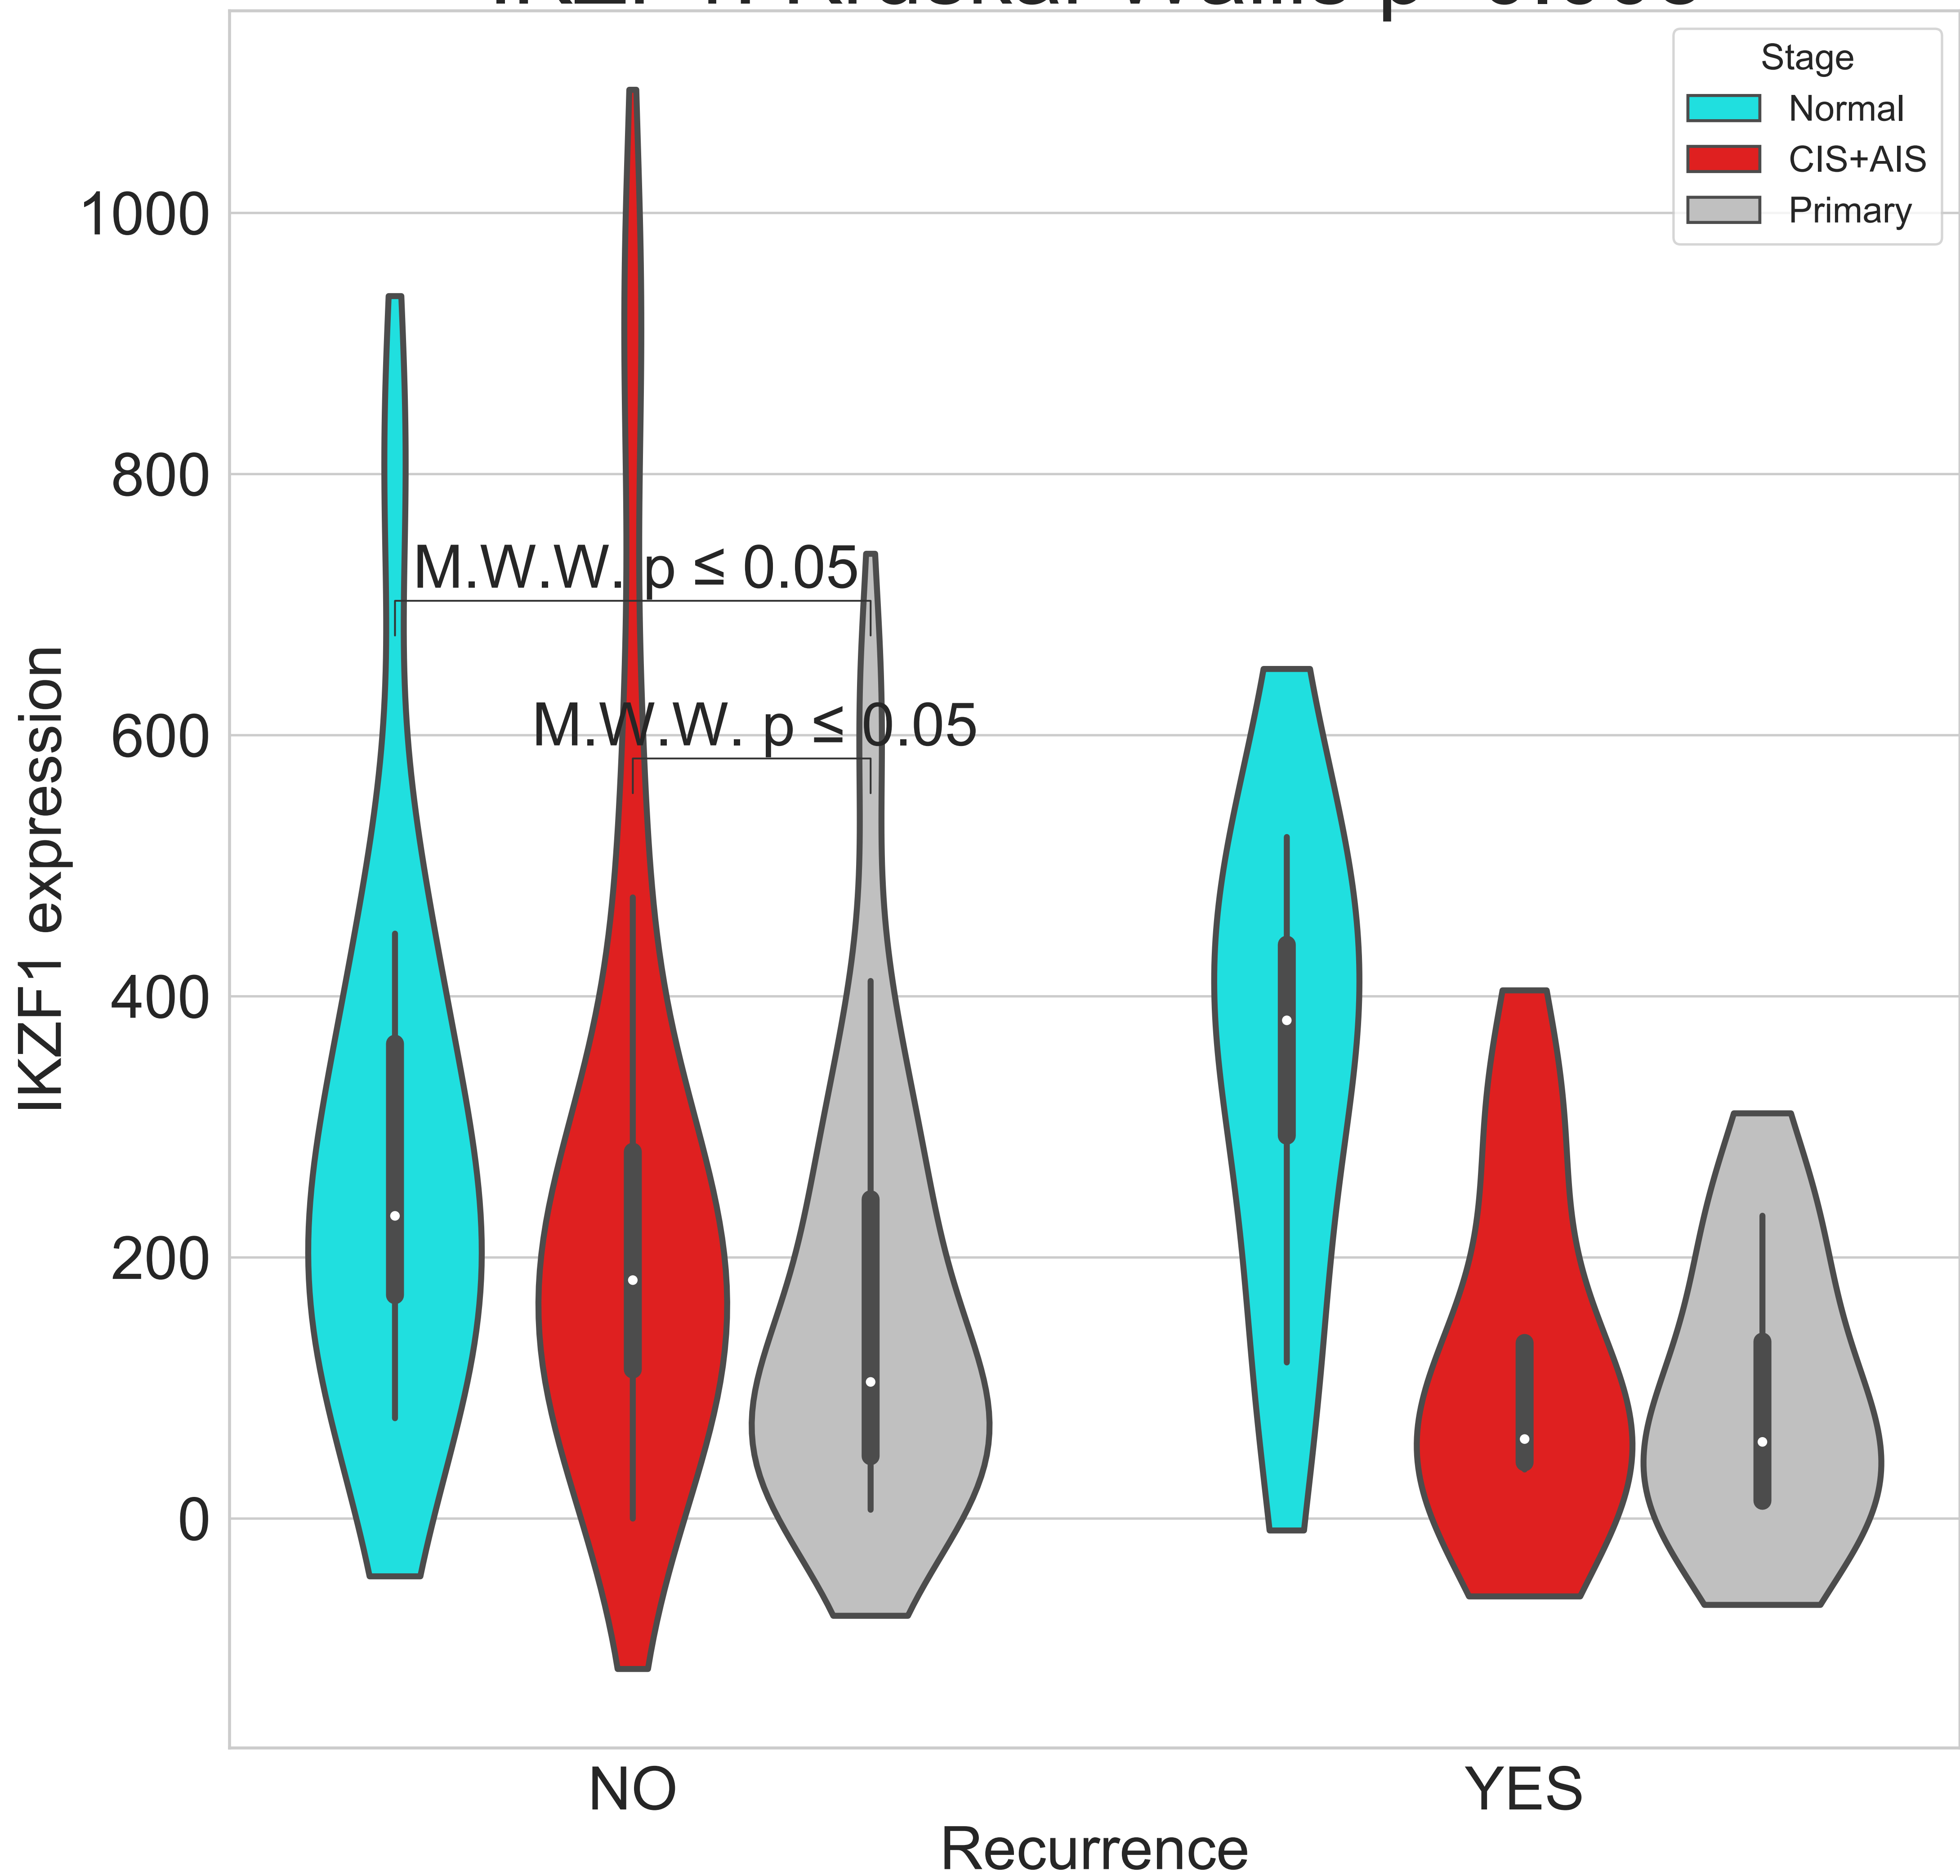 Stage
Normal
CIS+AIS
Primary
1000
800
600
400
200
0
IKZF1 expression
M.W.W. p ≤ 0.05
M.W.W. p ≤ 0.05
NO
YES
Recurrence